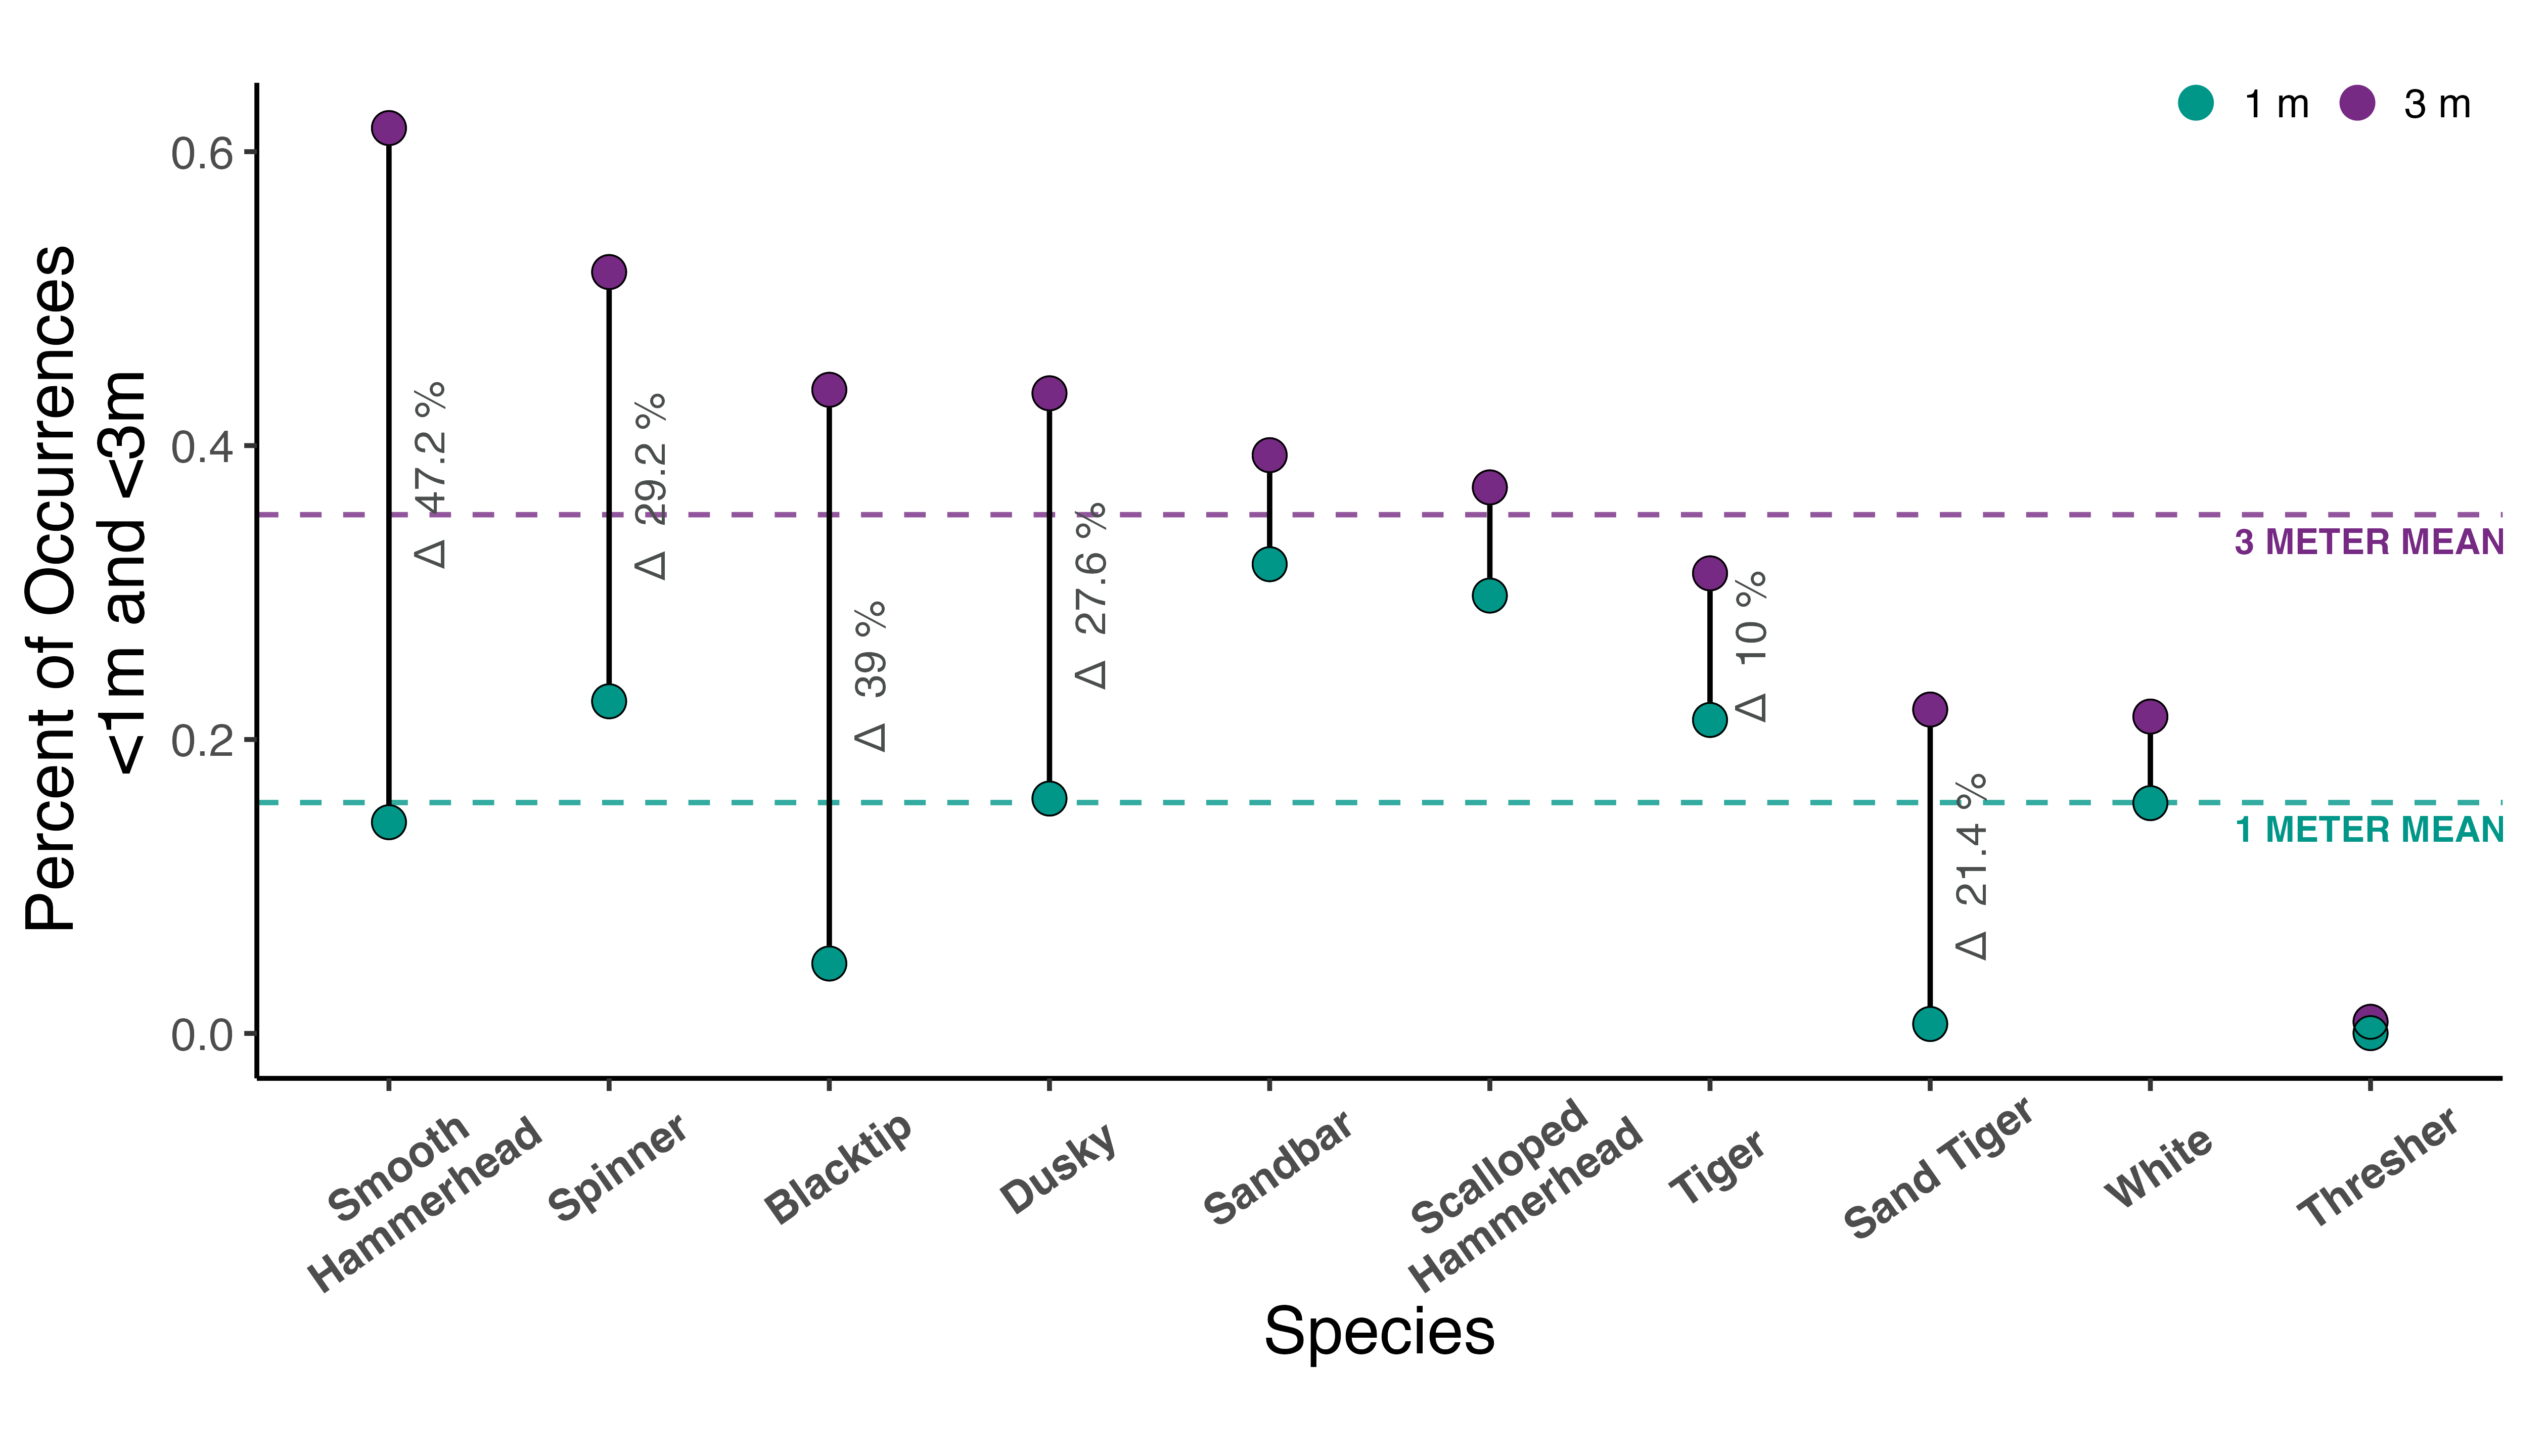 1 m
3 m
Percent of Occurrences
<1m and <3m
0.6
0.4
0.2
0.0
Δ 47.2 %
Δ 29.2 %
Δ 39 %
Δ 27.6 %
Δ 10 %
Δ 21.4 %
3 METER MEAN
1 METER MEAN
Smooth
Hammerhead
Spinner
Blacktip
Dusky
Sandbar
Scalloped
Hammerhead
Tiger
Sand Tiger
White
Thresher
Species